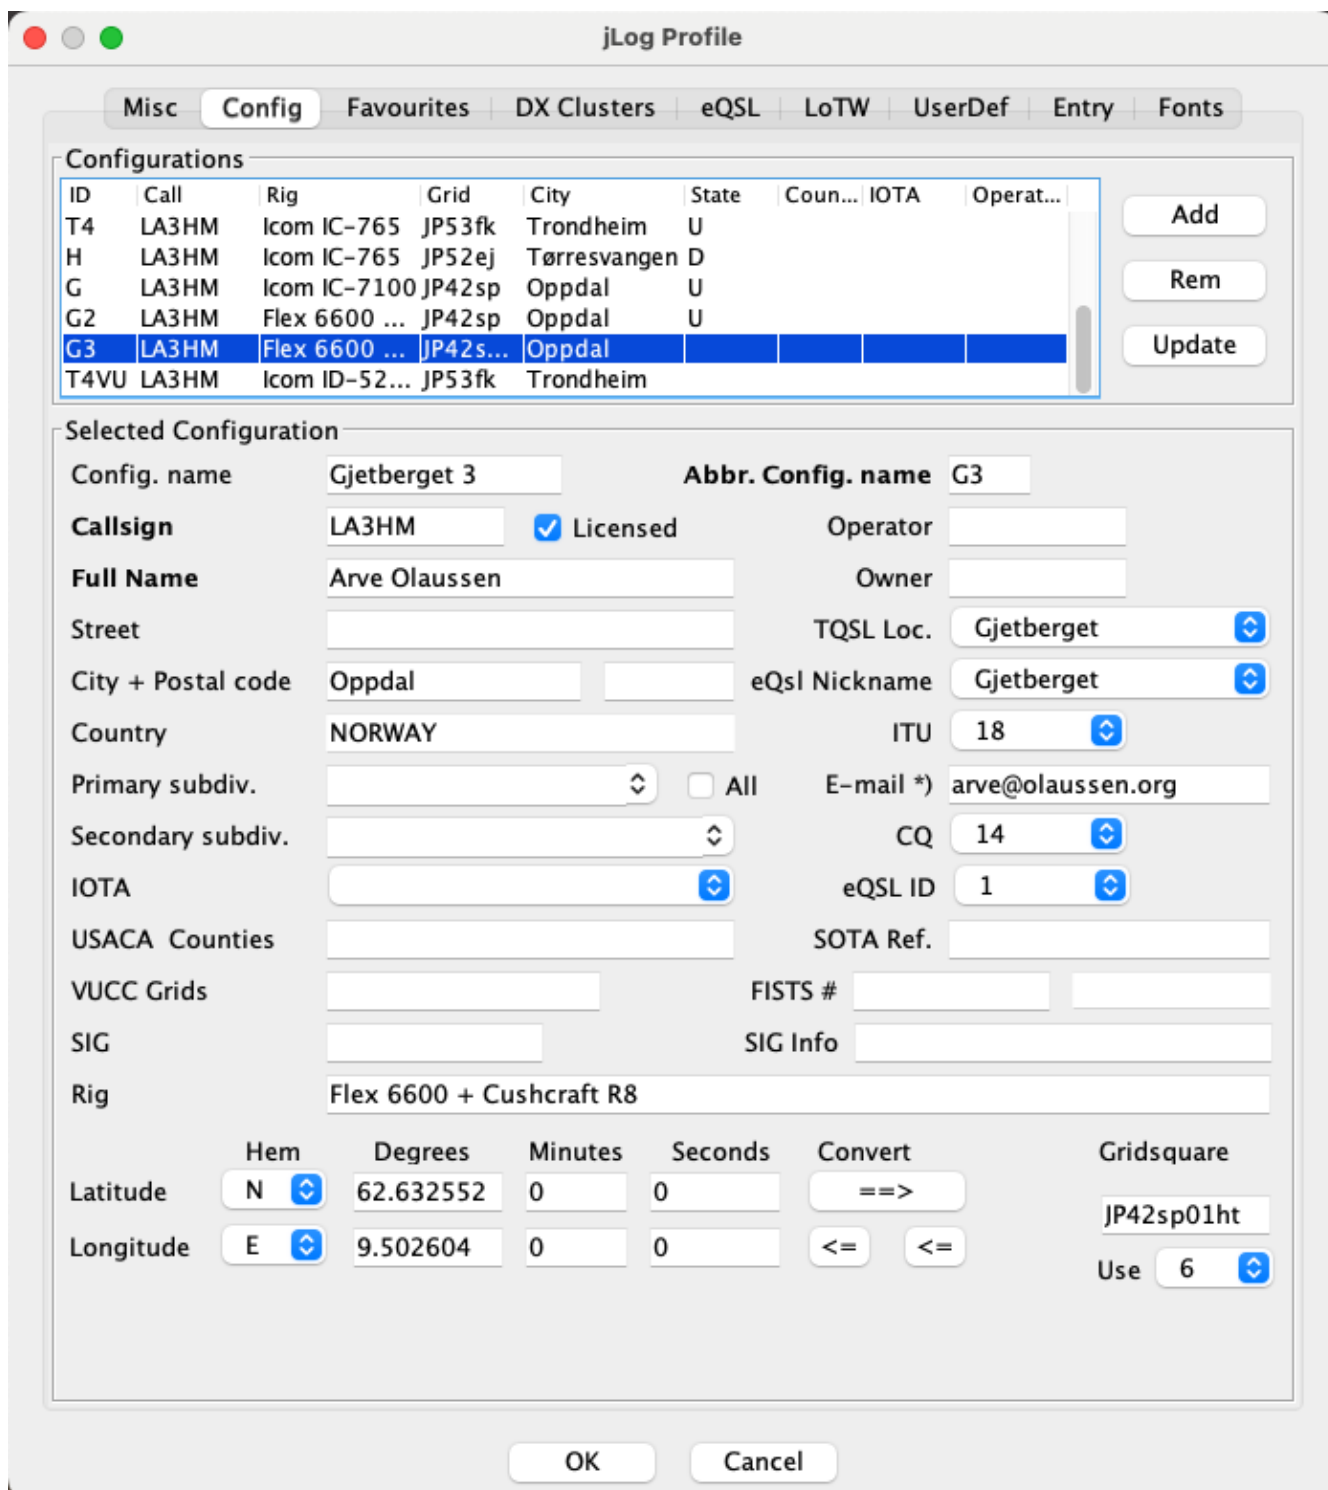 jLog Profile
Misc Config Favourites DX Clusters eQSL LoTW UserDef Entry Fonts
Configurations
ID Call Rig Grid City State Coun... IOTA Operat...
T4 LA3HM Icom IC-765 JP53fk Trondheim U
H LA3HM Icom IC-765 JP52ej Tørresvangen D
G LA3HM Icom IC-7100 JP42sp Oppdal U
G2 LA3HM Flex 6600 ... JP42sp Oppdal U
G3 LA3HM Flex 6600 ... JP42s... Oppdal
T4VU LA3HM Icom ID-52... JP53fk Trondheim
Add
Rem
Update
Selected Configuration
Config. name Gjetberget 3 Abbr. Config. name G3
Callsign LA3HM Licensed Operator
Full Name Arve Olaussen Owner
Street TQSL Loc. Gjetberget
City + Postal code Oppdal eQsl Nickname Gjetberget
Country NORWAY ITU 18
Primary subdiv. All E-mail *) arve@olaussen.org
Secondary subdiv. CQ 14
IOTA eQSL ID 1
USACA Counties SOTA Ref.
VUCC Grids FISTS #
SIG SIG Info
Rig Flex 6600 + Cushcraft R8
Hem Degrees Minutes Seconds Convert Gridsquare
Latitude N 62.632552 0 0 ==> JP42sp01ht
Longitude E 9.502604 0 0 <= <=
Use 6
OK Cancel